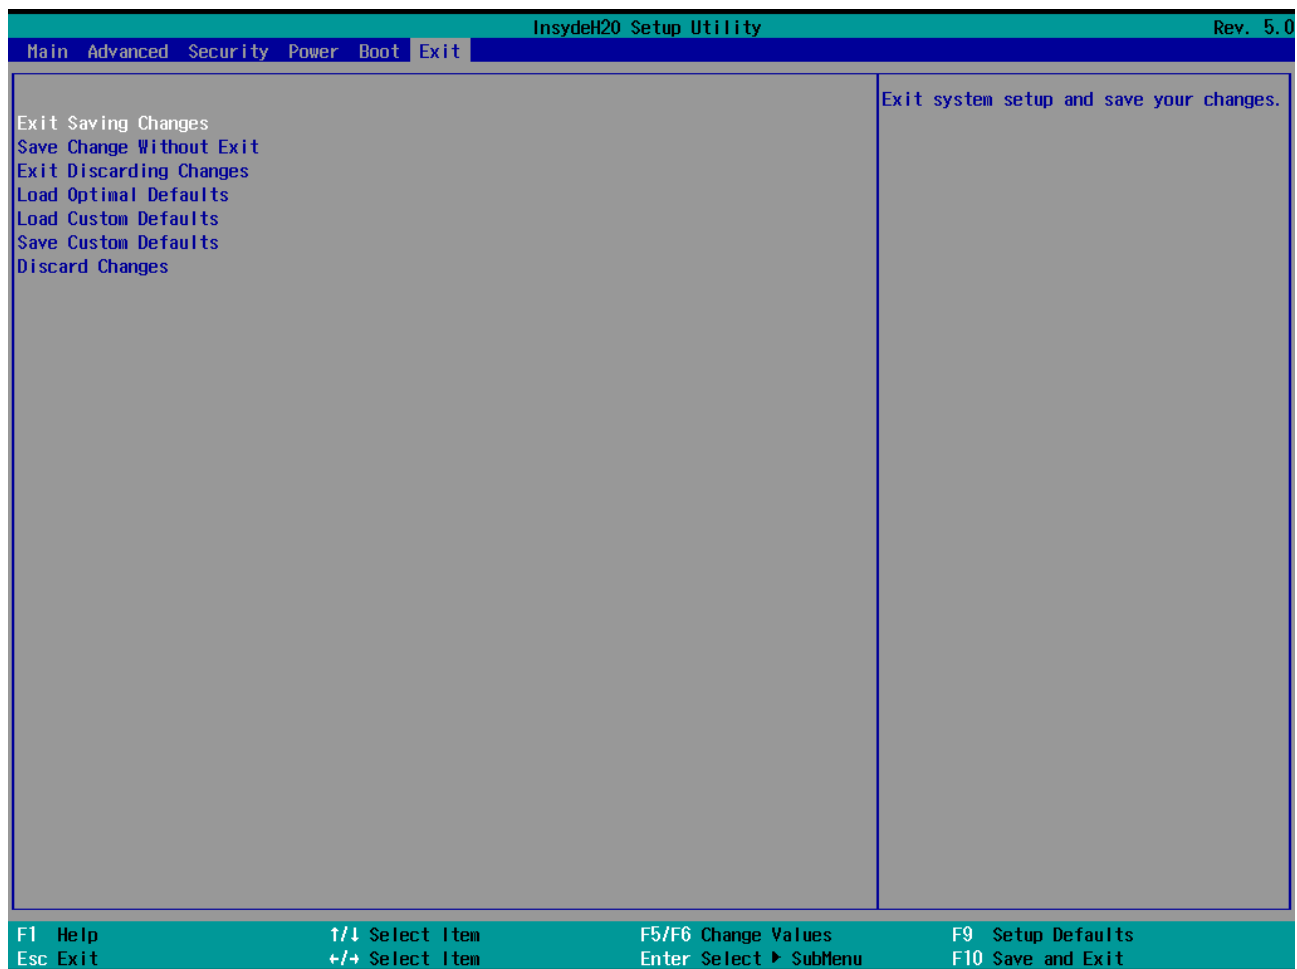 InsydeH20 Setup Utility Rev. 5.0
Main Advanced Security Power Boot Exit
Exit system setup and save your changes.
Exit Saving Changes
Save Change Without Exit
Exit Discarding Changes
Load Optimal Defaults
Load Custom Defaults
Save Custom Defaults
Discard Changes
F1 Help ↑/↓ Select Item F5/F6 Change Values F9 Setup Defaults
Esc Exit ←/→ Select Item Enter Select ▶ SubMenu F10 Save and Exit